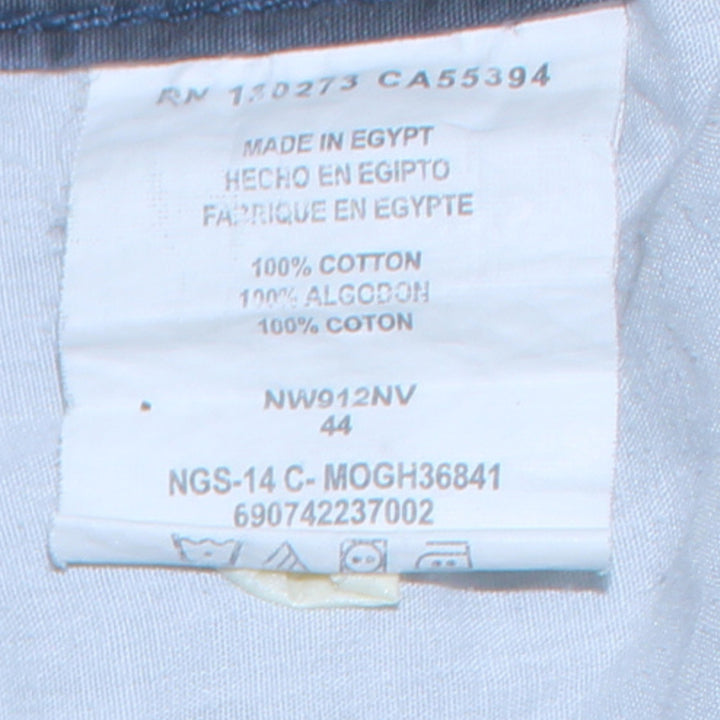 RN 130273 CA55394
MADE IN EGYPT
HECHO EN EGIPTO
FABRIQUE EN EGYPTE
100% COTTON
100% ALGODON
100% COTON
NW912NV
44
NGS-14 C- MOGH36841
690742237002